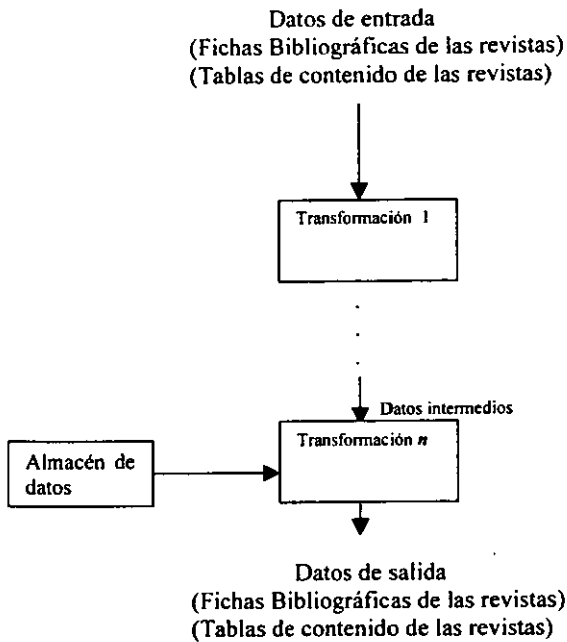 Datos de entrada
(Fichas Bibliográficas de las revistas)
(Tablas de contenido de las revistas)
Transformación 1
Datos intermedios
Transformación n
Almacén de
datos
Datos de salida
(Fichas Bibliográficas de las revistas)
(Tablas de contenido de las revistas)